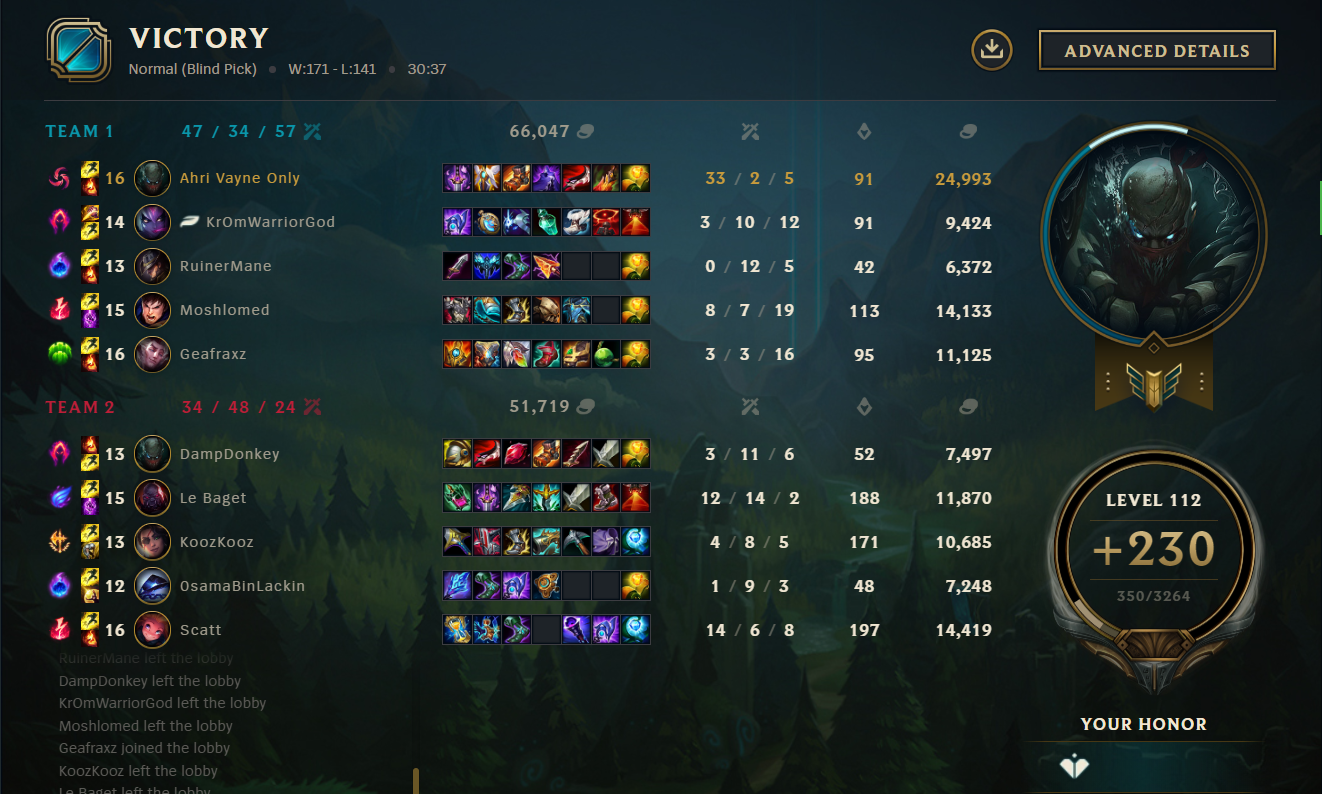 VICTORY
Normal (Blind Pick) • W:171 - L:141 • 30:37
ADVANCED DETAILS
TEAM 1 47 / 34 / 57 66,047
16 Ahri Vayne Only 33 / 2 / 5 91 24,993
14 KrOmWarriorGod 3 / 10 / 12 91 9,424
13 RuinerMane 0 / 12 / 5 42 6,372
15 Moshlomed 8 / 7 / 19 113 14,133
16 Geafraxz 3 / 3 / 16 95 11,125
TEAM 2 34 / 48 / 24 51,719
13 DampDonkey 3 / 11 / 6 52 7,497
15 Le Baget 12 / 14 / 2 188 11,870
13 KoozKooz 4 / 8 / 5 171 10,685
12 0samaBinLackin 1 / 9 / 3 48 7,248
16 Scatt 14 / 6 / 8 197 14,419
RuinerMane left the lobby
DampDonkey left the lobby
KrOmWarriorGod left the lobby
Moshlomed left the lobby
Geafraxz joined the lobby
KoozKooz left the lobby
Le Baget left the lobby
LEVEL 112
+230
350/3264
YOUR HONOR